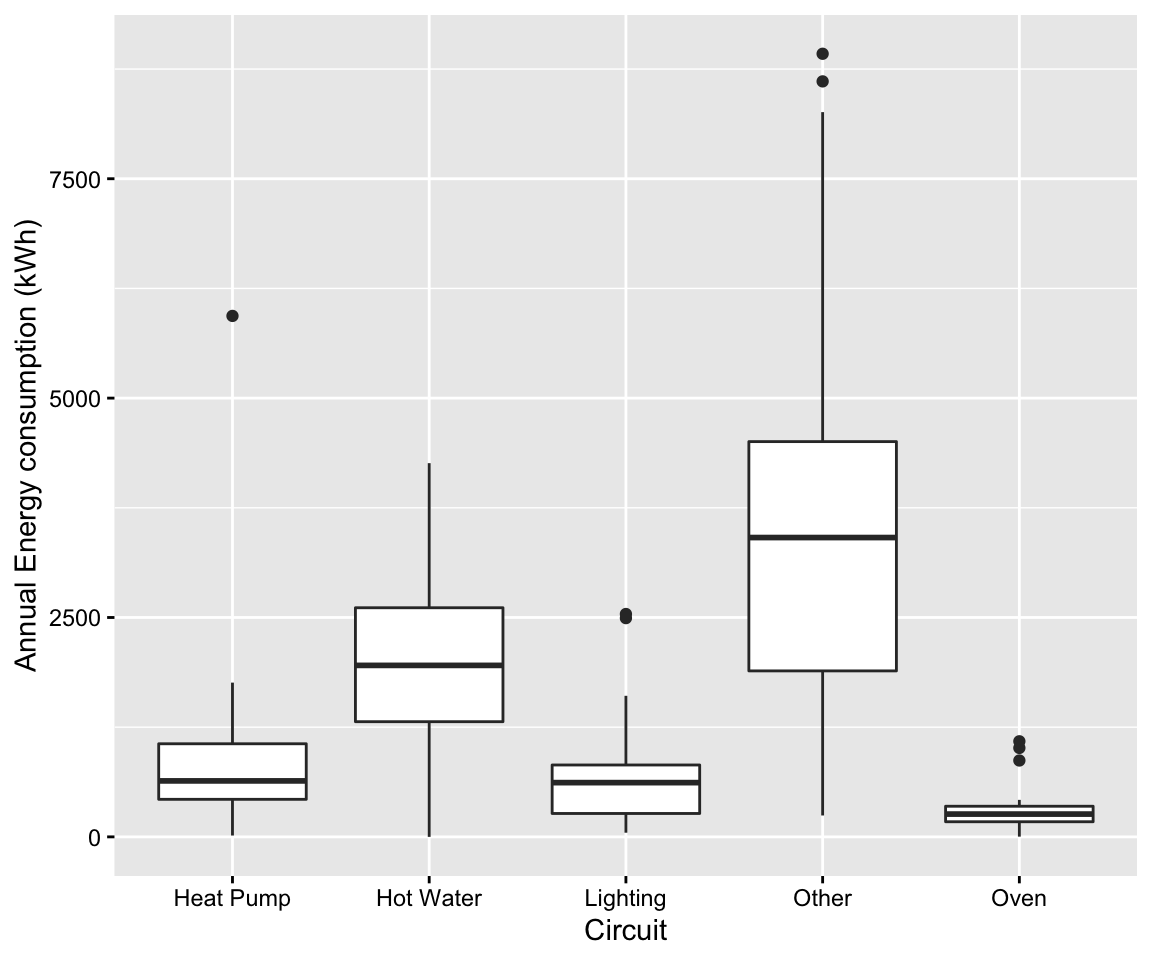 Annual Energy consumption (kWh)
7500
5000
2500
0
Heat Pump
Hot Water
Lighting
Other
Oven
Circuit